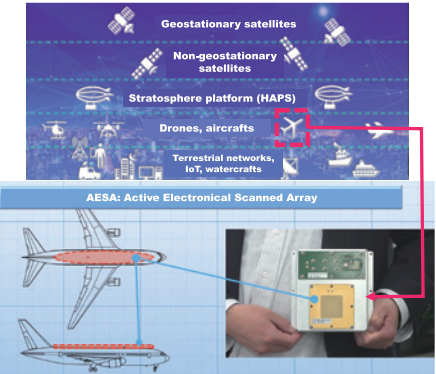 Geostationary satellites
Non-geostationary
satellites
Stratosphere platform (HAPS)
Drones, aircrafts
Terrestrial networks,
IoT, watercrafts
AESA: Active Electronical Scanned Array